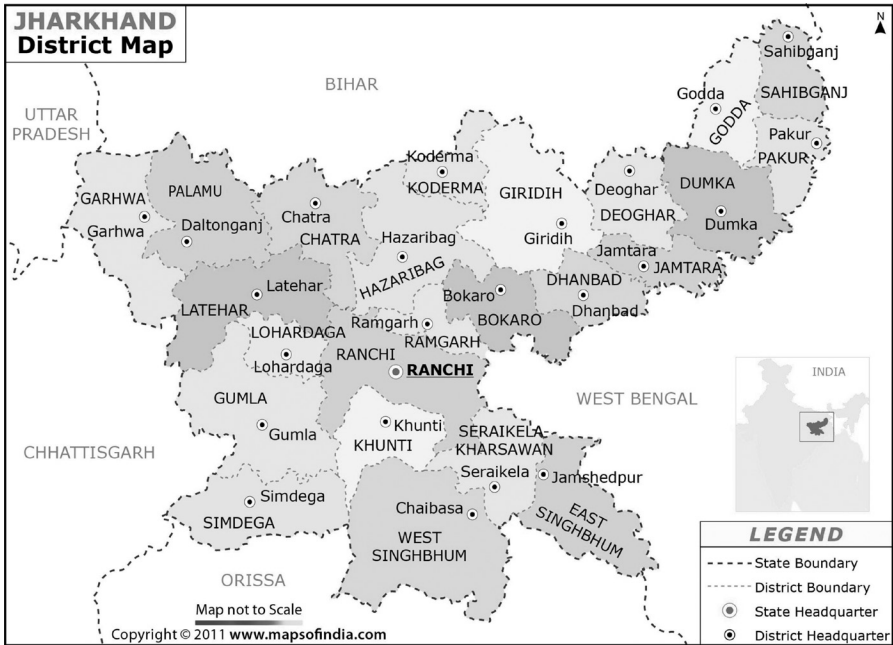 JHARKHAND
District Map
N
BIHAR
UTTAR
PRADESH
Sahibganj
SAHIBGANJ
Godda
GODDA
Pakur
PAKUR
Koderma
KODERMA
GIRIDIH
Giridih
Deoghar
DEOGHAR
DUMKA
Dumka
GARHWA
Garhwa
PALAMU
Daltonganj
Chatra
CHATRA
Hazaribag
HAZARIBAG
Jamtara
JAMTARA
Latehar
LATEHAR
Bokaro
BOKARO
DHANBAD
Dhanbad
LOHARDAGA
Lohardaga
Ramgarh
RAMGARH
RANCHI
RANCHI
GUMLA
Gumla
Khunti
KHUNTI
SERAIKELA
KHARSAWAN
Seraikela
Jamshedpur
EAST
SINGHBHUM
WEST BENGAL
INDIA
CHHATTISGARH
Simdega
SIMDEGA
Chaibasa
WEST
SINGHBHUM
ORISSA
LEGEND
State Boundary
District Boundary
State Headquarter
District Headquarter
Map not to Scale
Copyright © 2011 www.mapsofindia.com